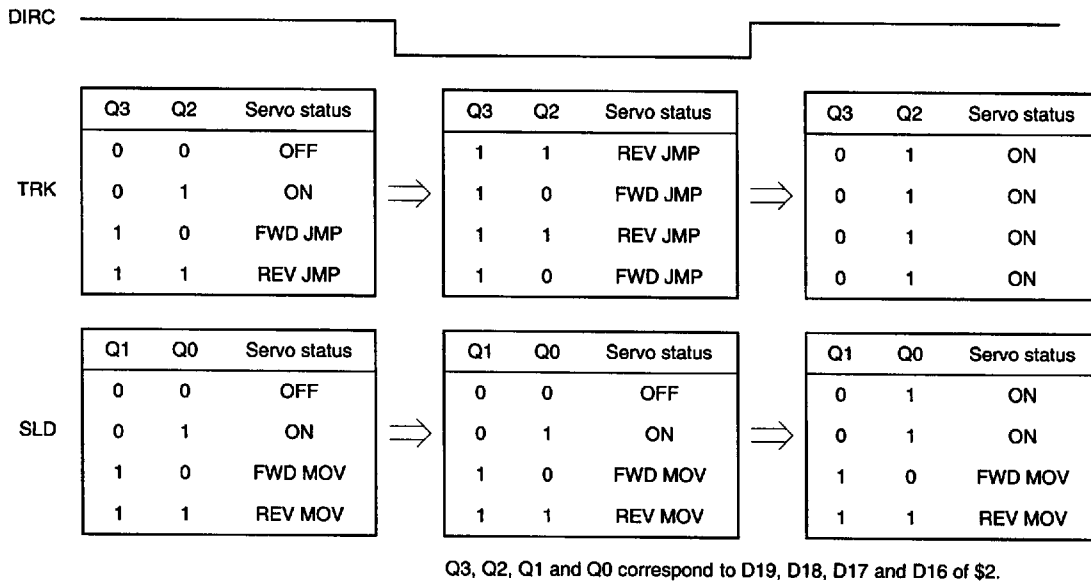 DIRC
Q3 Q2 Servo status
0 0 OFF
0 1 ON
1 0 FWD JMP
1 1 REV JMP
TRK
Q3 Q2 Servo status
1 1 REV JMP
1 0 FWD JMP
1 1 REV JMP
1 0 FWD JMP
Q3 Q2 Servo status
0 1 ON
0 1 ON
0 1 ON
0 1 ON
Q1 Q0 Servo status
0 0 OFF
0 1 ON
1 0 FWD MOV
1 1 REV MOV
SLD
Q1 Q0 Servo status
0 0 OFF
0 1 ON
1 0 FWD MOV
1 1 REV MOV
Q1 Q0 Servo status
0 1 ON
0 1 ON
1 0 FWD MOV
1 1 REV MOV
Q3, Q2, Q1 and Q0 correspond to D19, D18, D17 and D16 of $2.